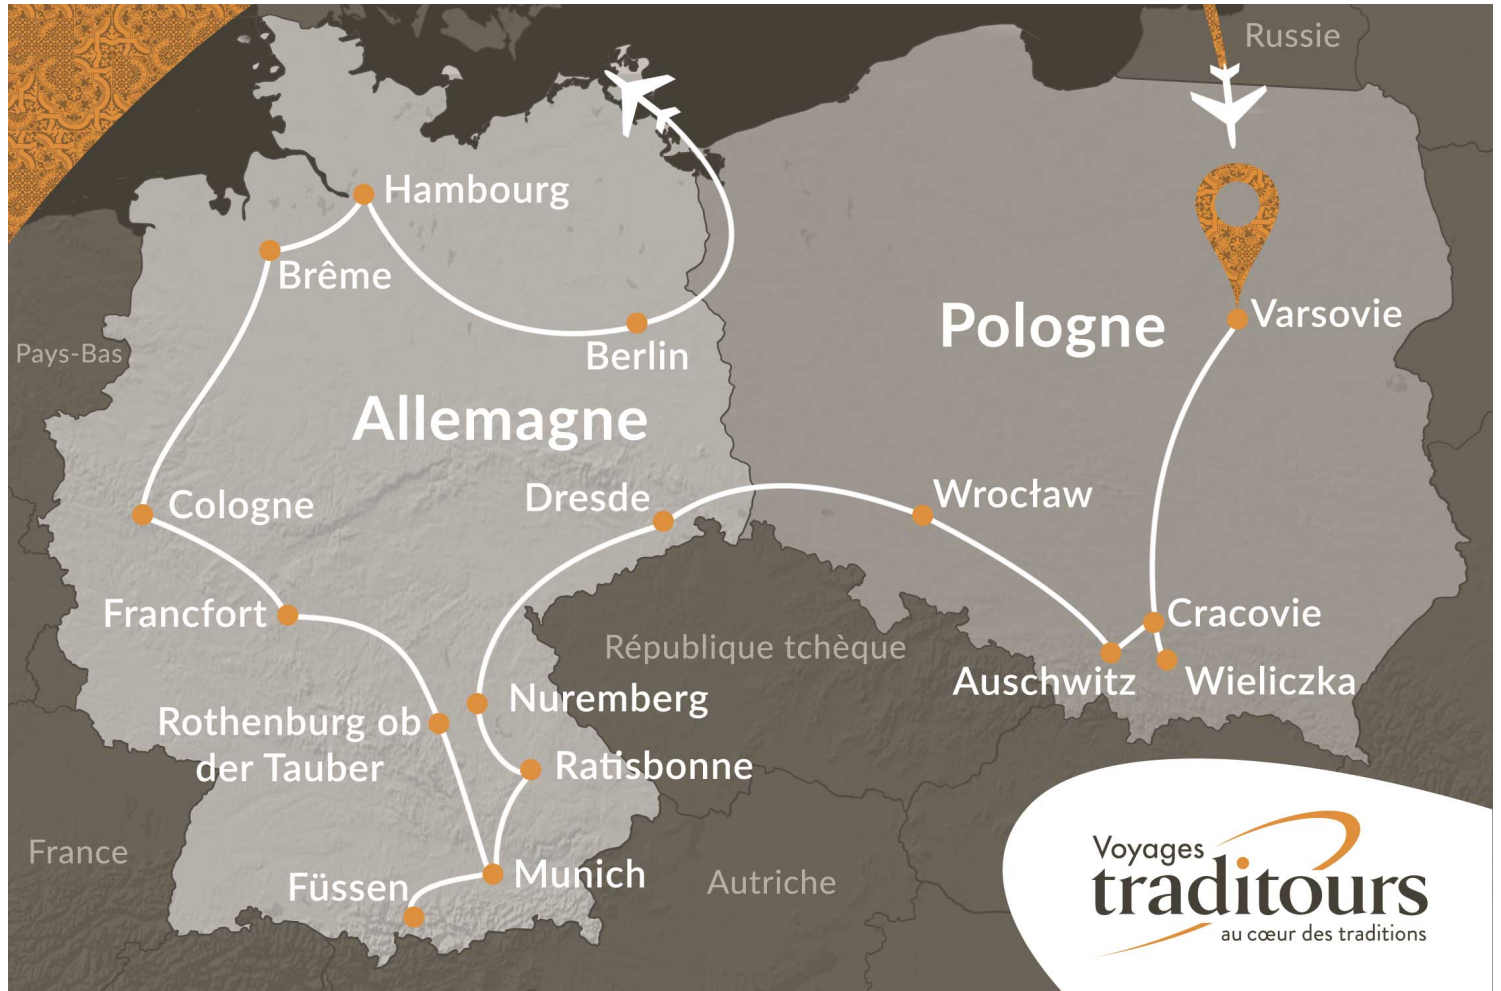 Russie
Hambourg
Brême
Varsovie
Pologne
Pays-Bas
Berlin
Allemagne
Dresde
Wrocław
Cologne
Francfort
Cracovie
République tchèque
Auschwitz
Wieliczka
Nuremberg
Rothenburg ob
der Tauber
Ratisbonne
France
Füssen
Munich
Autriche
Voyages
traditours
au cœur des traditions